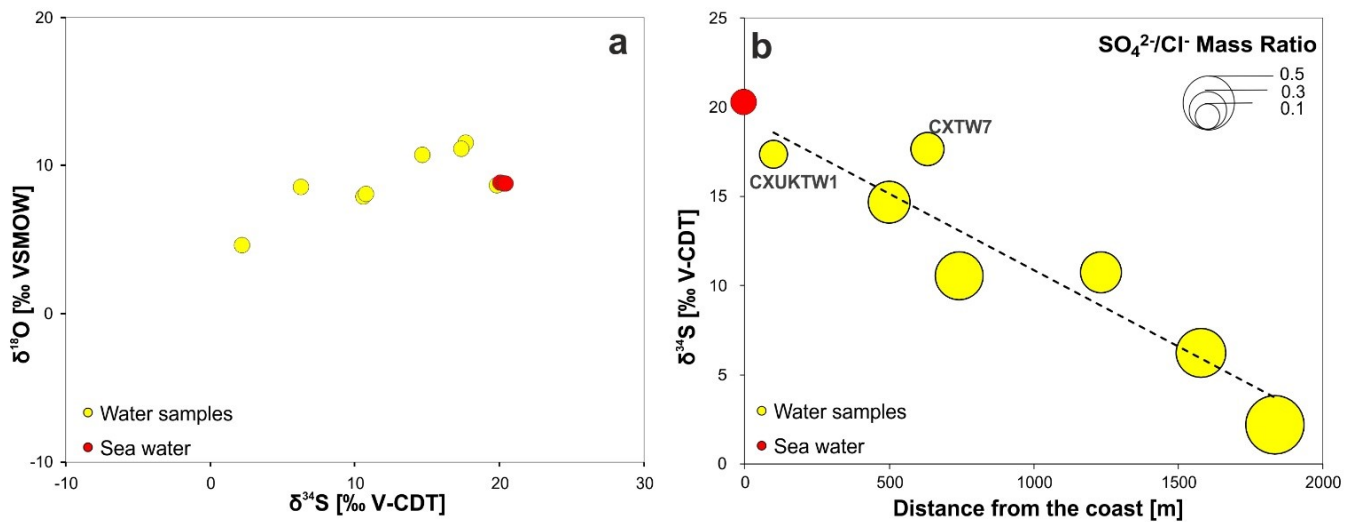 a
20
10
0
-10
δ¹⁸O [‰ VSMOW]
Water samples
Sea water
-10
0
10
20
30
δ³⁴S [‰ V-CDT]
b
SO₄²⁻/Cl⁻ Mass Ratio
0.5
0.3
0.1
25
20
15
10
5
0
δ³⁴S [‰ V-CDT]
CXTW7
CXUKTW1
Water samples
Sea water
0
500
1000
1500
2000
Distance from the coast [m]